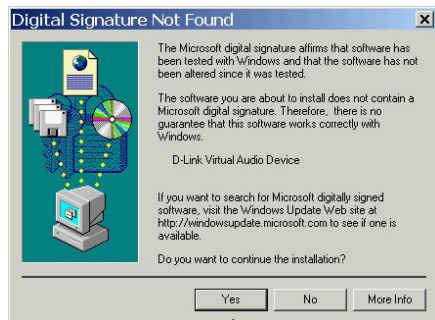 Digital Signature Not Found
The Microsoft digital signature affirms that software has
been tested with Windows and that the software has not
been altered since it was tested.
The software you are about to install does not contain a
Microsoft digital signature. Therefore, there is no
guarantee that this software works correctly with
Windows.
D-Link Virtual Audio Device
If you want to search for Microsoft digitally signed
software, visit the Windows Update Web site at
http://windowsupdate.microsoft.com to see if one is
available.
Do you want to continue the installation?
Yes No More Info